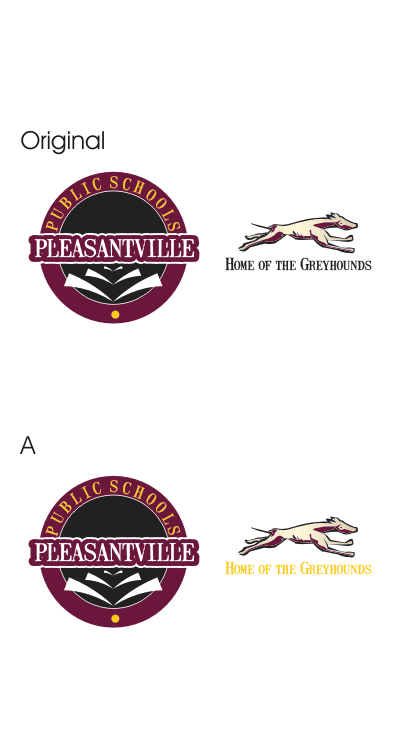 Original
PUBLIC SCHOOLS
PLEASANTVILLE
HOME OF THE GREYHOUNDS
A
PUBLIC SCHOOLS
PLEASANTVILLE
HOME OF THE GREYHOUNDS